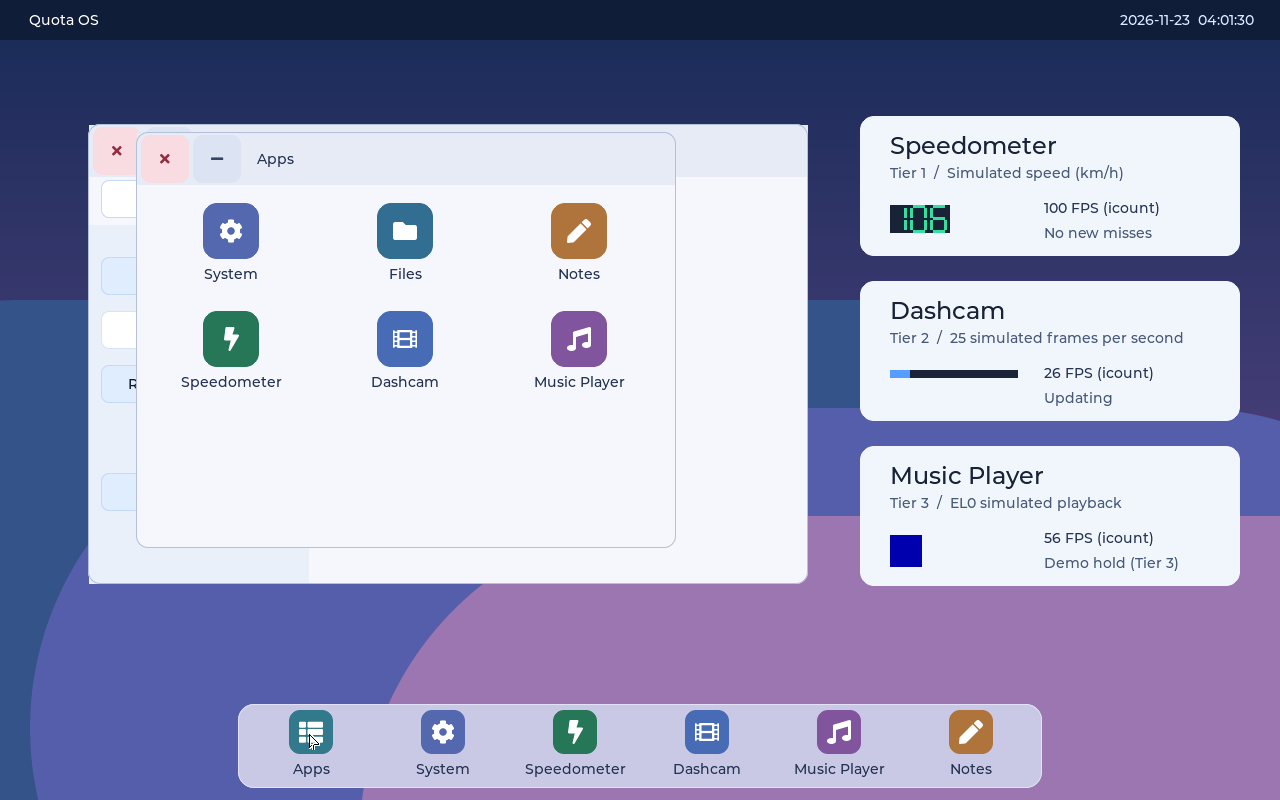 Quota OS
2026-11-23 04:01:30
Apps
System
Files
Notes
Speedometer
Dashcam
Music Player
R
Speedometer
Tier 1 / Simulated speed (km/h)
106
100 FPS (icount)
No new misses
Dashcam
Tier 2 / 25 simulated frames per second
26 FPS (icount)
Updating
Music Player
Tier 3 / EL0 simulated playback
56 FPS (icount)
Demo hold (Tier 3)
Apps
System
Speedometer
Dashcam
Music Player
Notes